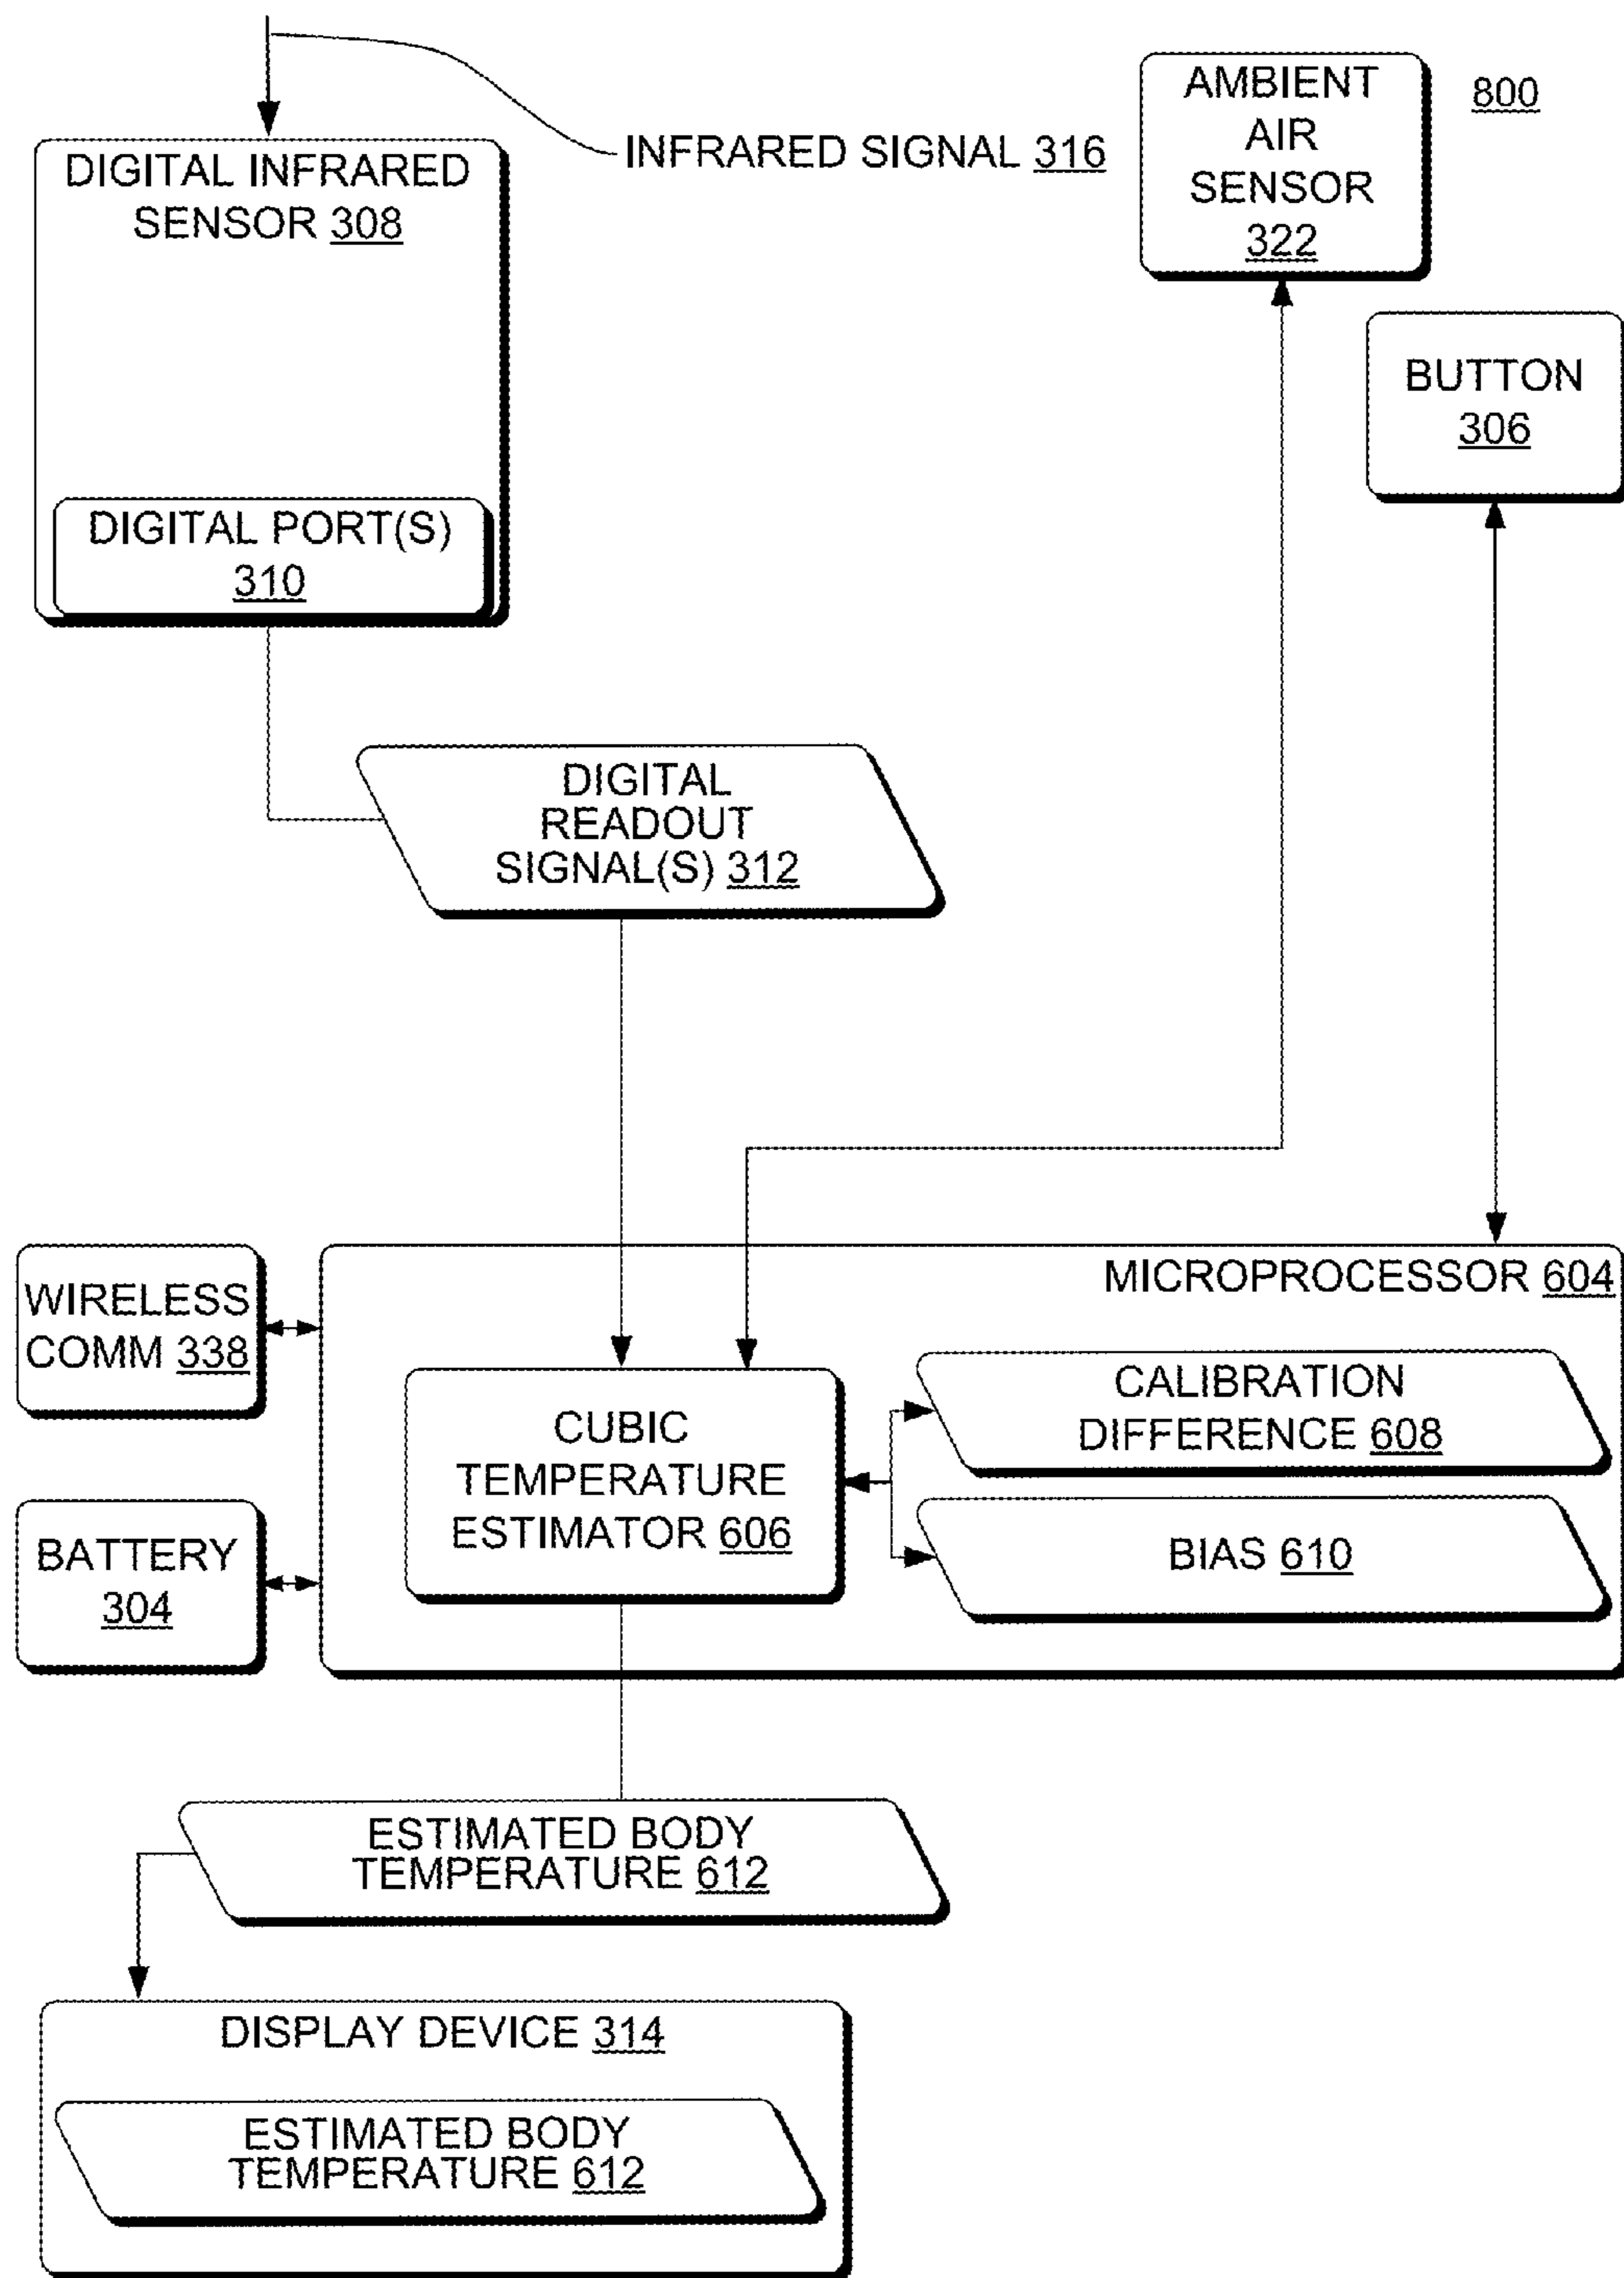 INFRARED SIGNAL 316
AMBIENT
AIR
SENSOR
322
800
DIGITAL INFRARED
SENSOR 308
BUTTON
306
DIGITAL PORT(S)
310
DIGITAL
READOUT
SIGNAL(S) 312
MICROPROCESSOR 604
WIRELESS
COMM 338
CUBIC
TEMPERATURE
ESTIMATOR 606
CALIBRATION
DIFFERENCE 608
BIAS 610
BATTERY
304
ESTIMATED BODY
TEMPERATURE 612
DISPLAY DEVICE 314
ESTIMATED BODY
TEMPERATURE 612